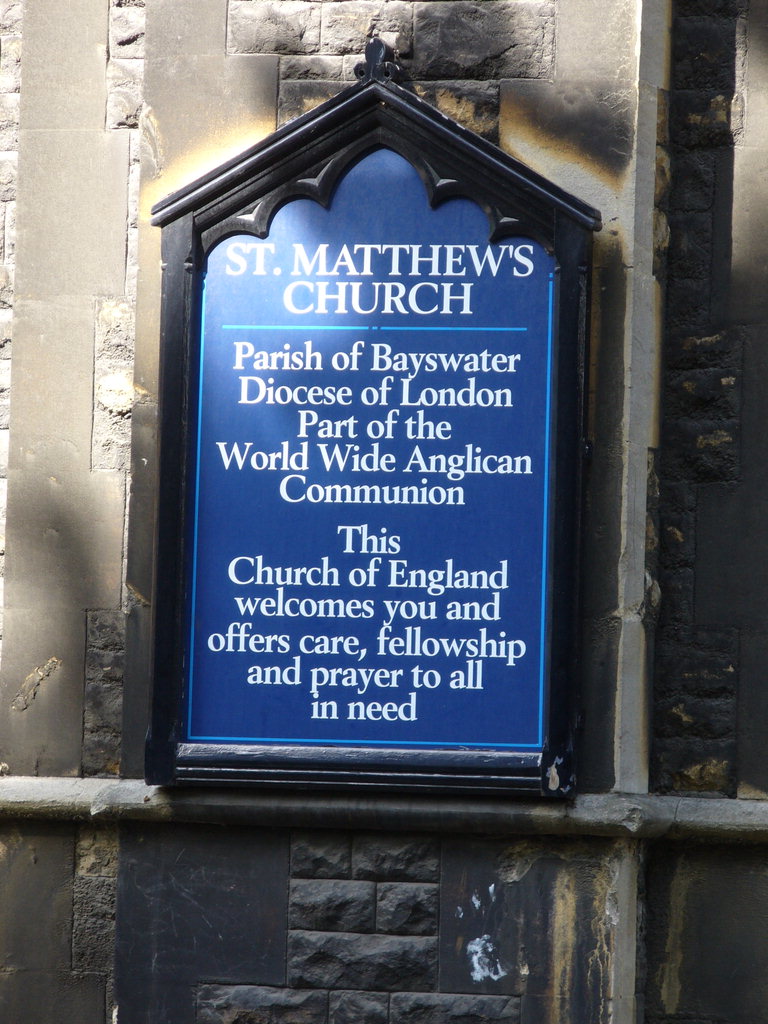 ST. MATTHEW'S
CHURCH
Parish of Bayswater
Diocese of London
Part of the
World Wide Anglican
Communion
This
Church of England
welcomes you and
offers care, fellowship
and prayer to all
in need